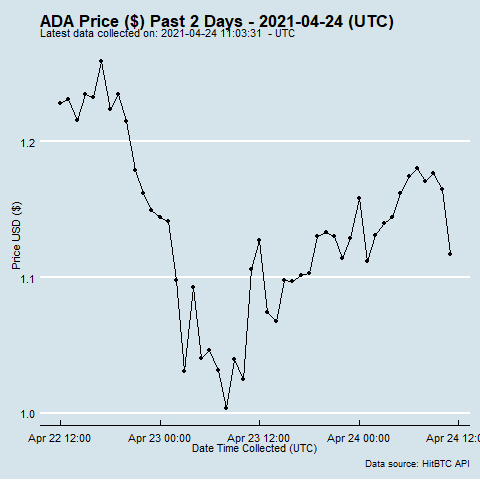 ADA Price ($) Past 2 Days - 2021-04-24 (UTC)
Latest data collected on: 2021-04-24 11:03:31  - UTC
Price USD ($)
1.2
1.1
1.0
Apr 22 12:00 Apr 23 00:00 Apr 23 12:00 Apr 24 00:00 Apr 24 12:0
Date Time Collected (UTC)
Data source: HitBTC API